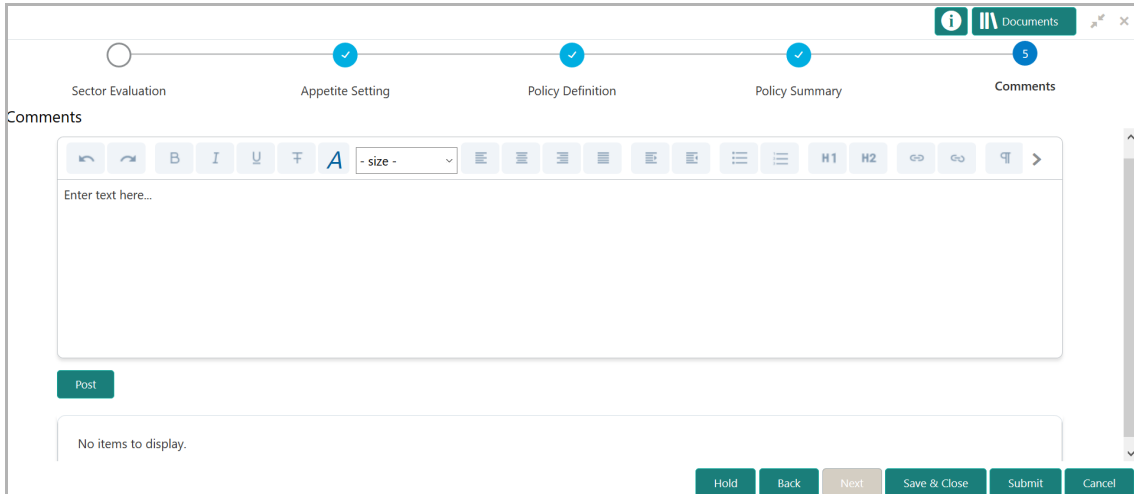 i Documents
5
Sector Evaluation Appetite Setting Policy Definition Policy Summary Comments
Comments
B I U T A - size - H1 H2 ¶
Enter text here...
Post
No items to display.
Hold Back Next Save & Close Submit Cancel